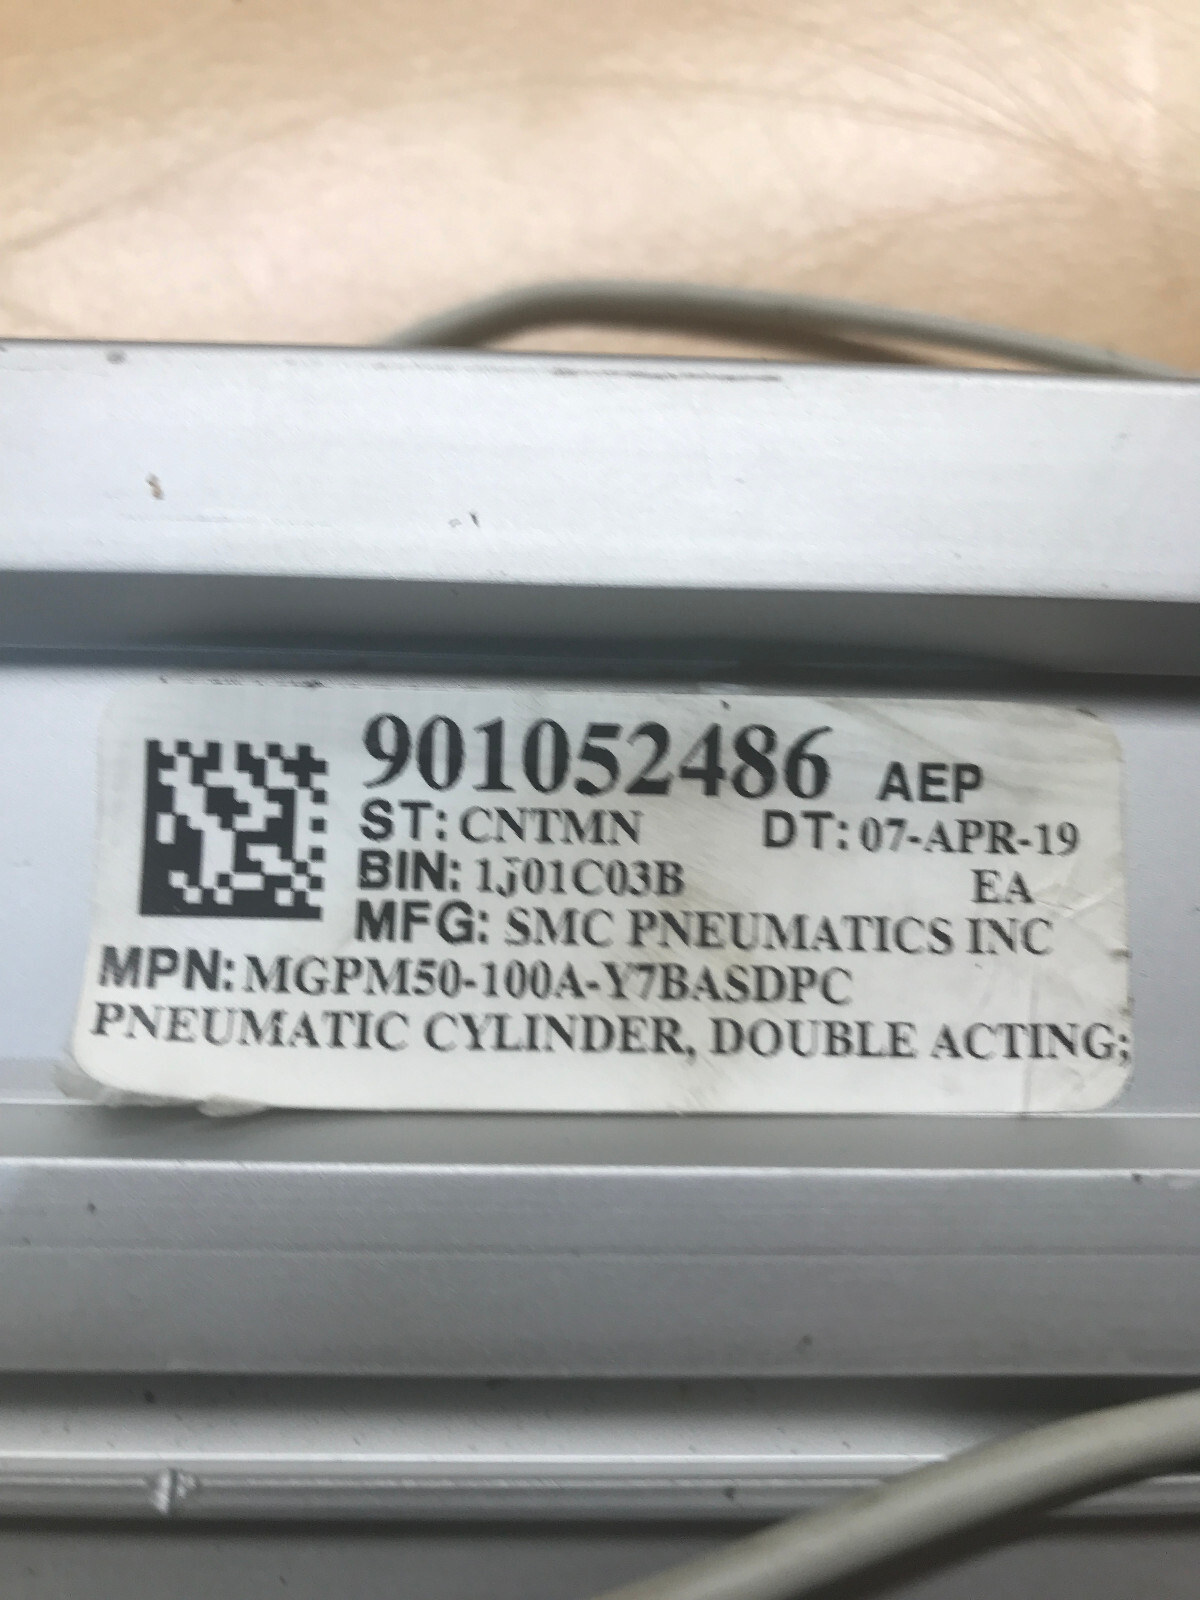 901052486 AEP
ST: CNTMN DT: 07-APR-19
BIN: 1j01C03B EA
MFG: SMC PNEUMATICS INC
MPN: MGPM50-100A-Y7BASDPC
PNEUMATIC CYLINDER, DOUBLE ACTING;